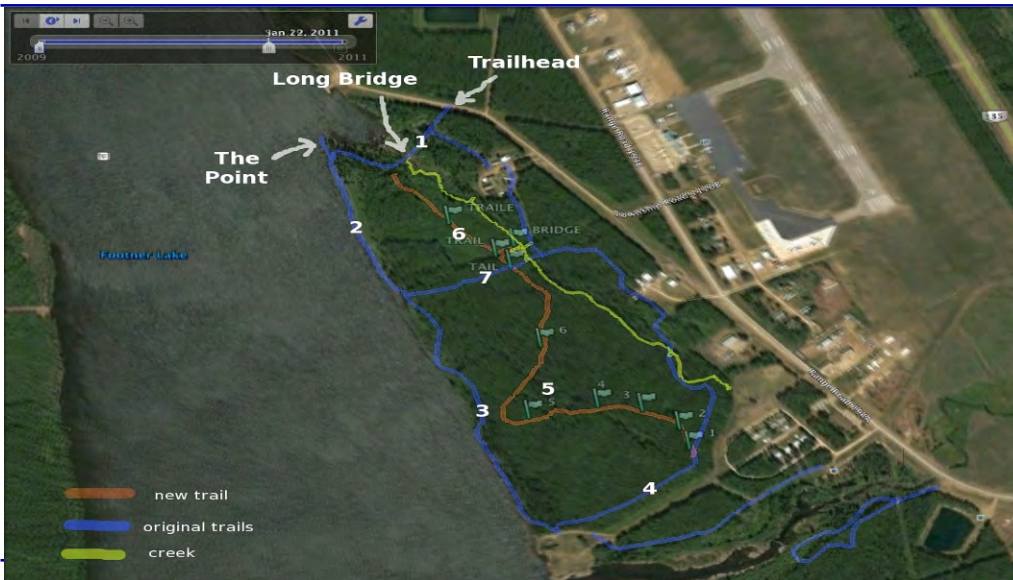 Jan 22, 2011
2009
2011
Long Bridge
Trailhead
The
Point
1
2
TRAILE
6
BRIDGE
TRAIL
TAIL
7
Footner Lake
6
5
4
3
5
2
1
3
4
new trail
original trails
creek